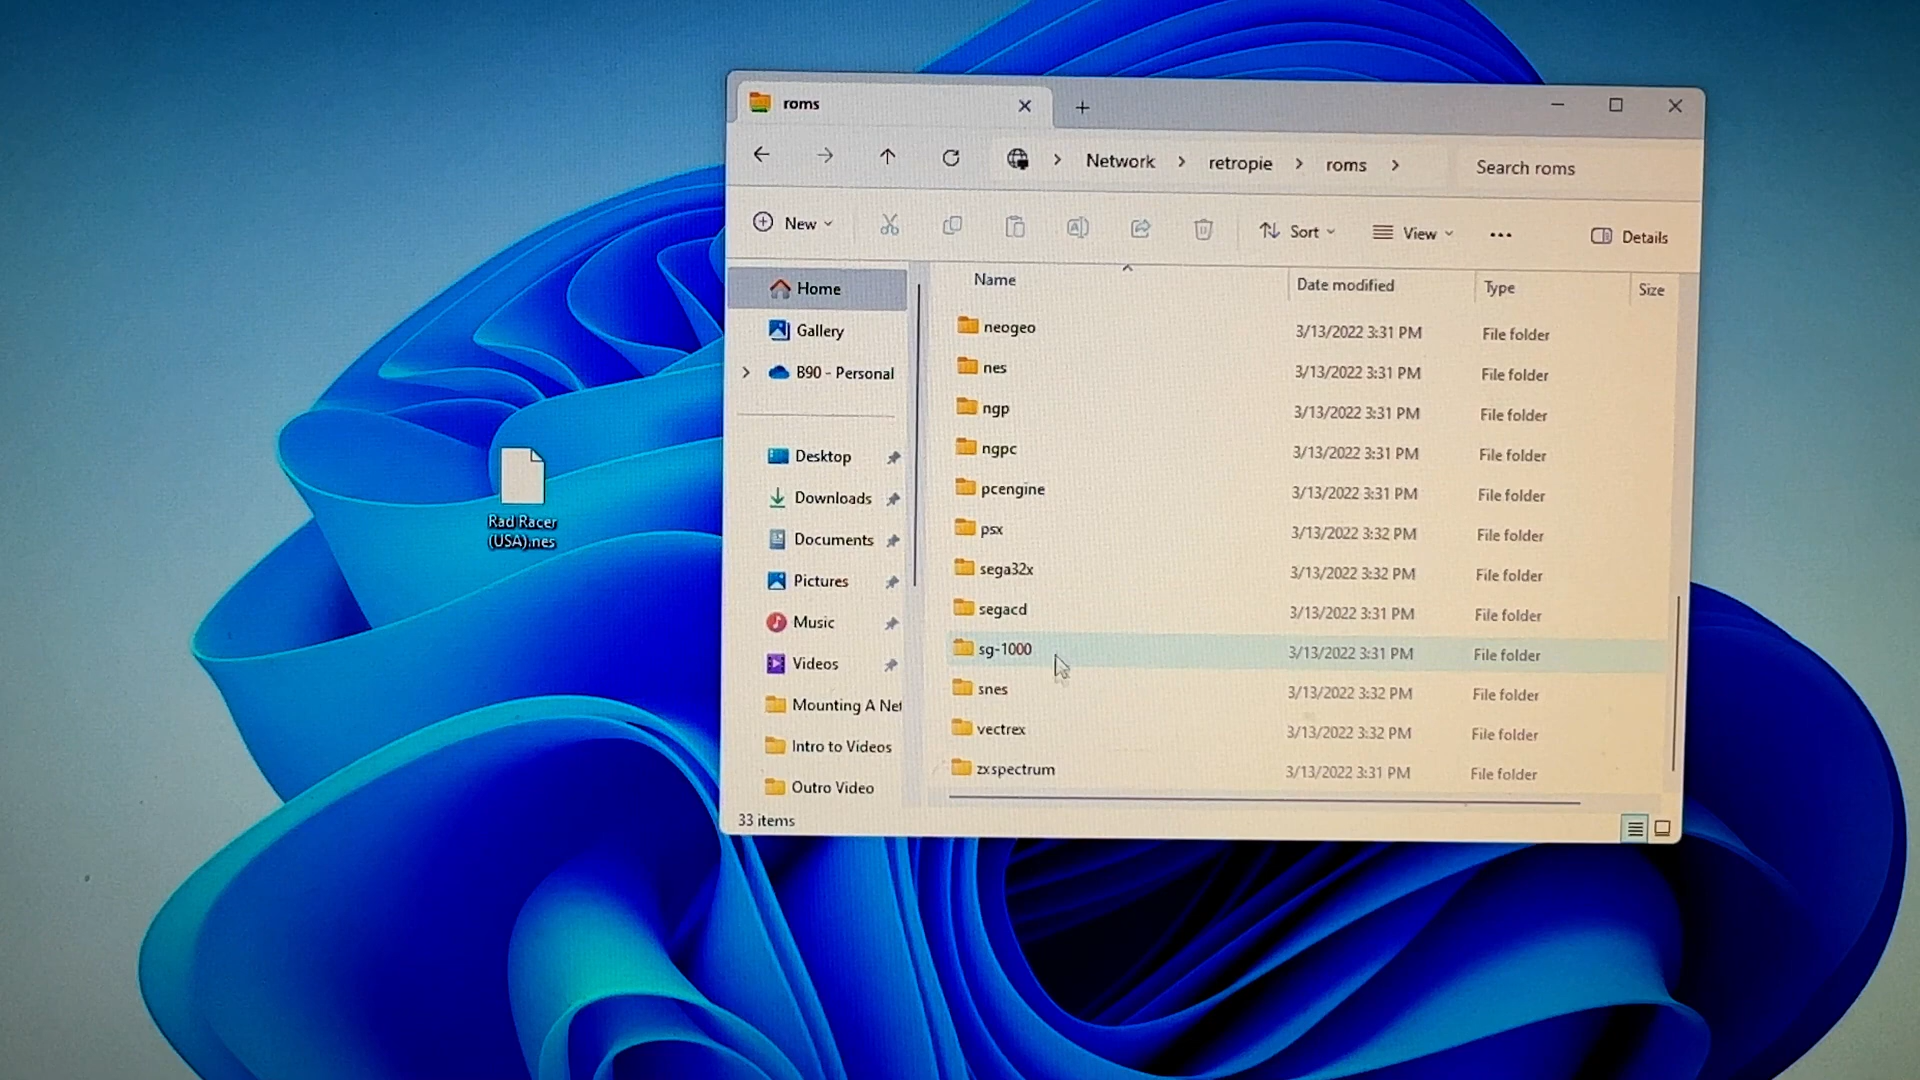 roms
Network > retropie > roms >
Search roms
New
Sort
View
Details
Home
Gallery
B90 - Personal
Desktop
Downloads
Documents
Pictures
Music
Videos
Mounting A Net
Intro to Videos
Outro Video
Name Date modified Type Size
neogeo 3/13/2022 3:31 PM File folder
nes 3/13/2022 3:31 PM File folder
ngp 3/13/2022 3:31 PM File folder
ngpc 3/13/2022 3:31 PM File folder
pcengine 3/13/2022 3:31 PM File folder
psx 3/13/2022 3:32 PM File folder
sega32x 3/13/2022 3:32 PM File folder
segacd 3/13/2022 3:31 PM File folder
sg-1000 3/13/2022 3:31 PM File folder
snes 3/13/2022 3:32 PM File folder
vectrex 3/13/2022 3:32 PM File folder
zxspectrum 3/13/2022 3:31 PM File folder
33 items
Rad Racer
(USA).nes